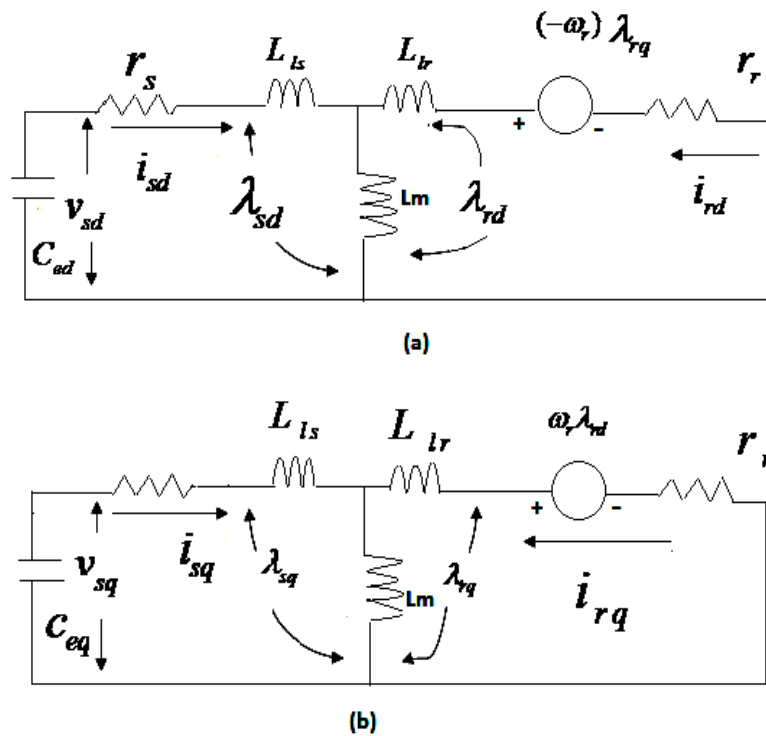 (-ω_r) λ_rq
r_s
L_ls
L_lr
r_r
+
-
i_sd
v_sd
C_ed
λ_sd
Lm
λ_rd
i_rd
(a)
L_ls
L_lr
ω_r λ_rd
r
+
-
i_sq
v_sq
C_eq
λ_sq
Lm
λ_rq
i_rq
(b)